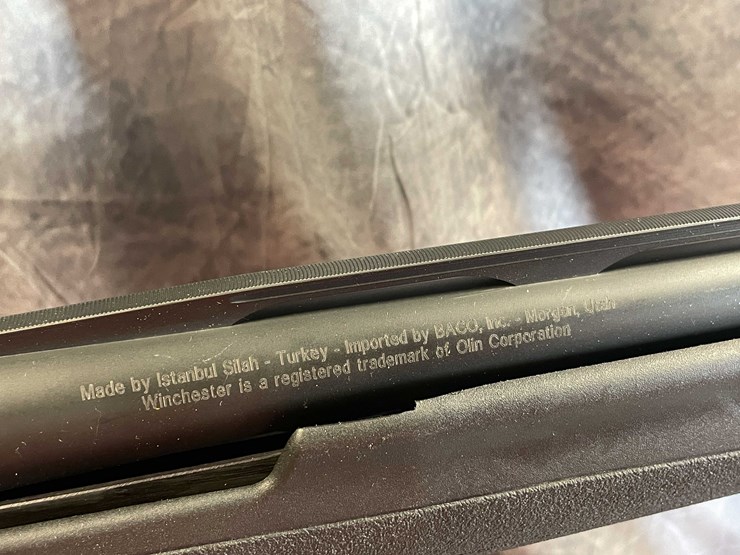 Made by Istanbul Silah - Turkey - Imported by BACO, Inc. - Morgan, Utah
Winchester is a registered trademark of Olin Corporation